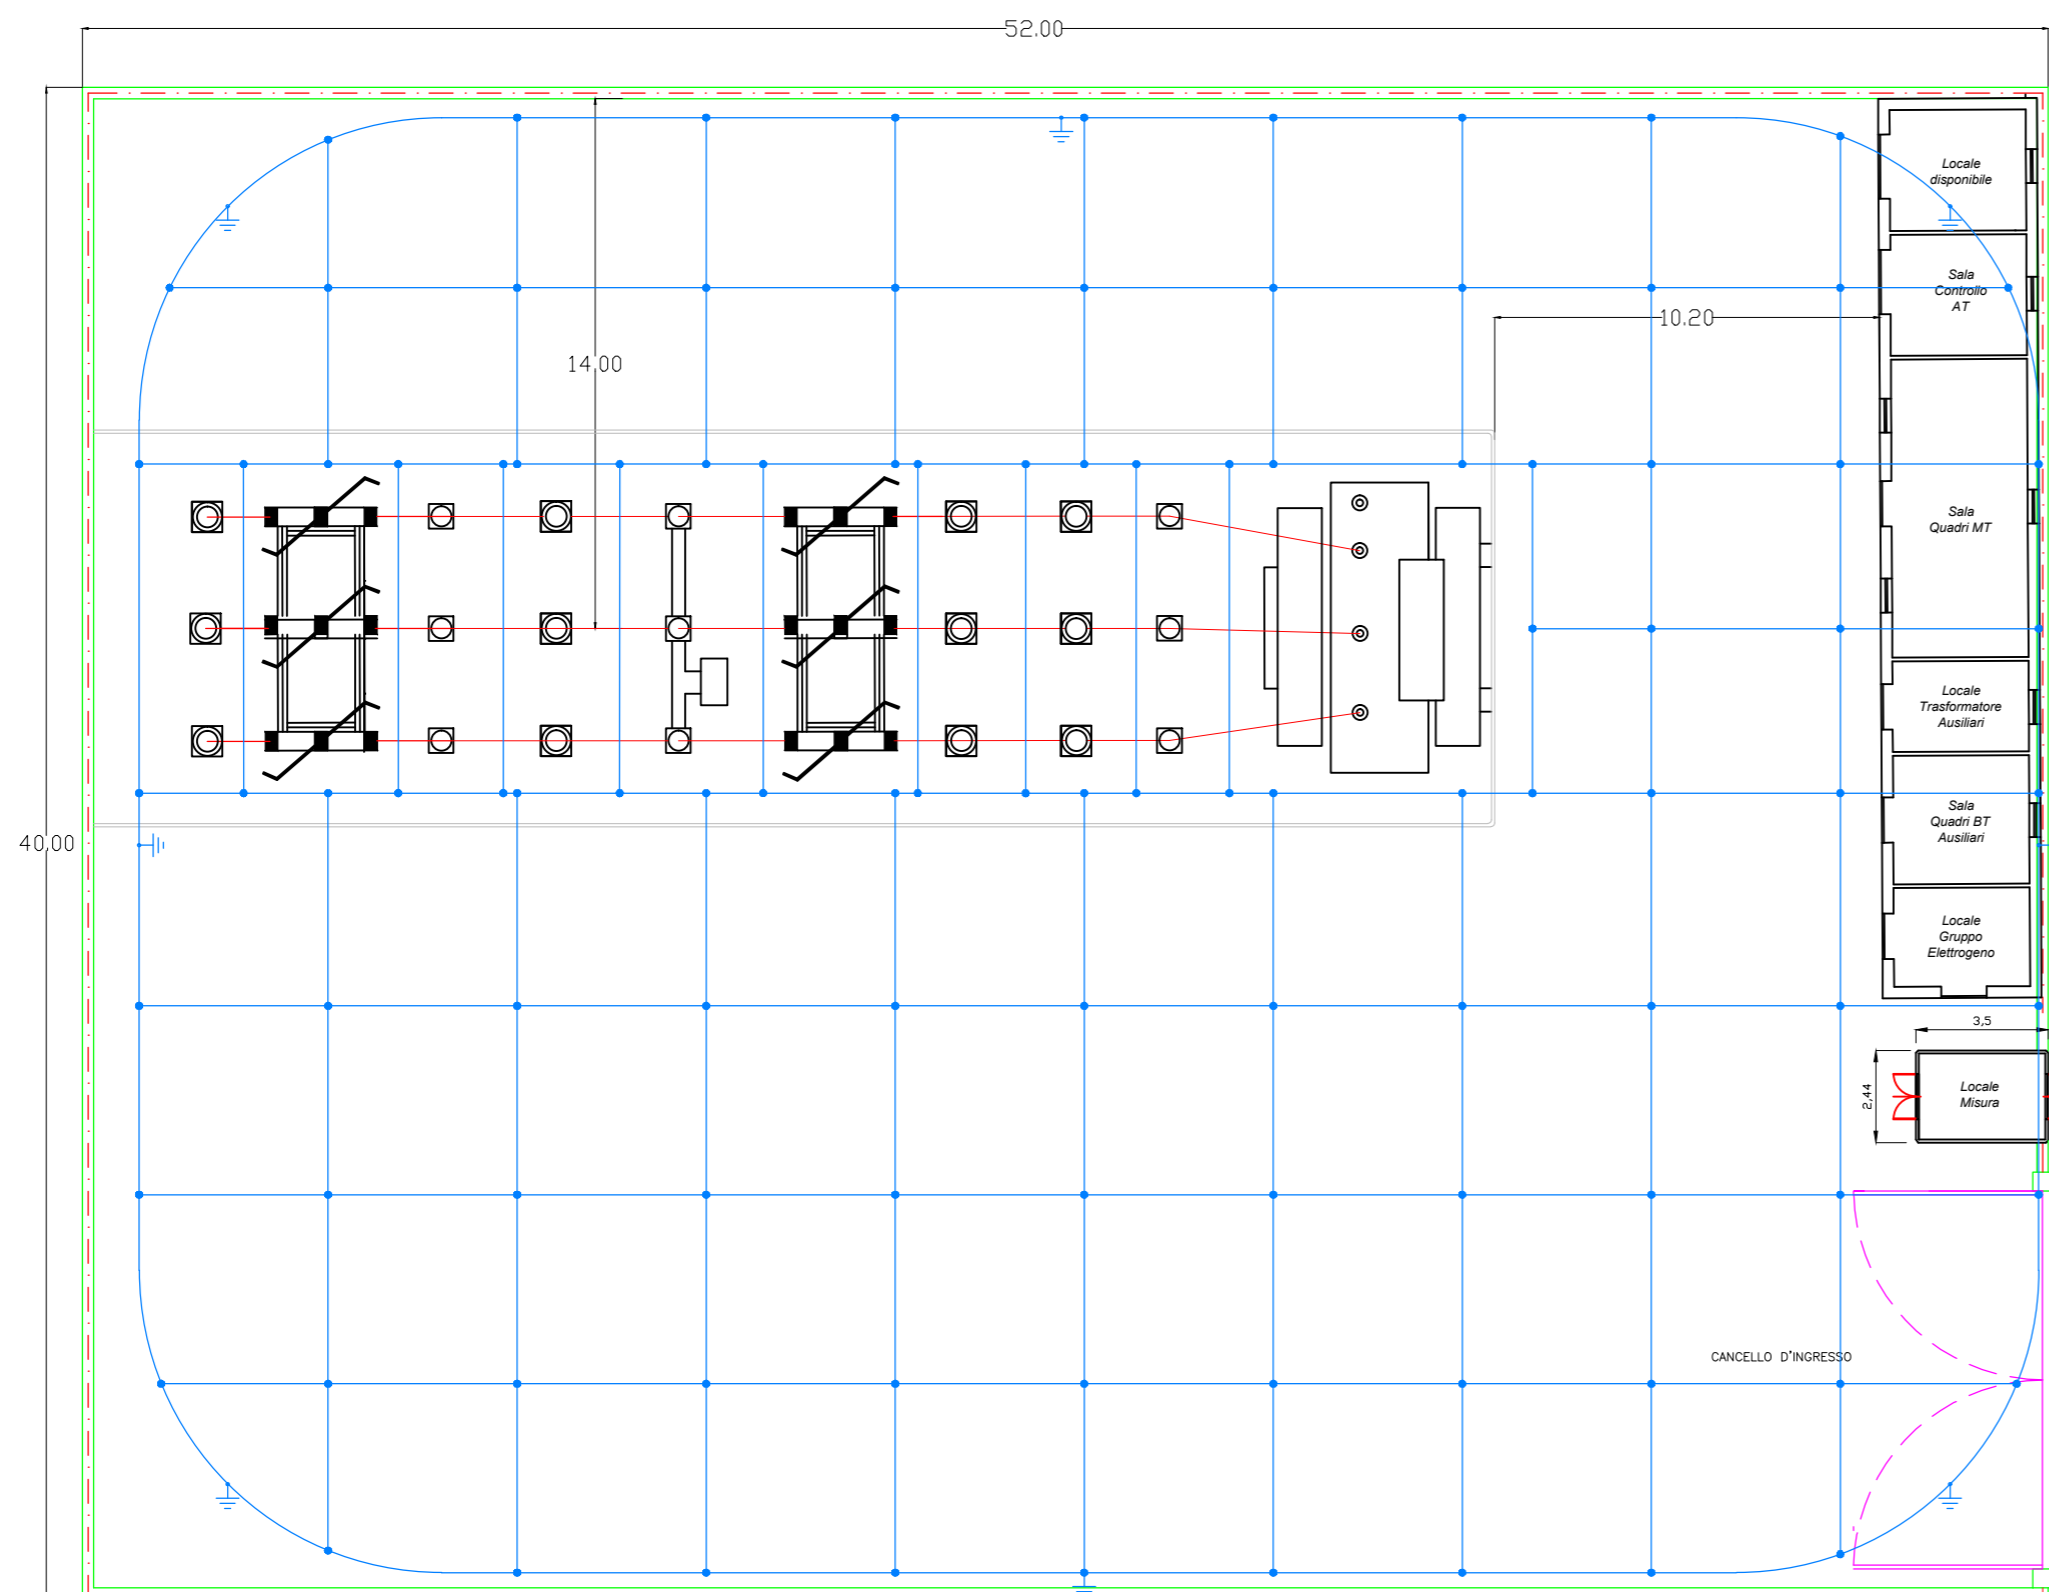 52.00
Locale
disponibile
Sala
Controllo
AT
10.20
14.00
Sala
Quadri MT
Locale
Trasformatore
Ausiliari
Sala
Quadri BT
Ausiliari
40.00
Locale
Gruppo
Elettrogeno
3,5
2,44
Locale
Misura
CANCELLO D'INGRESSO